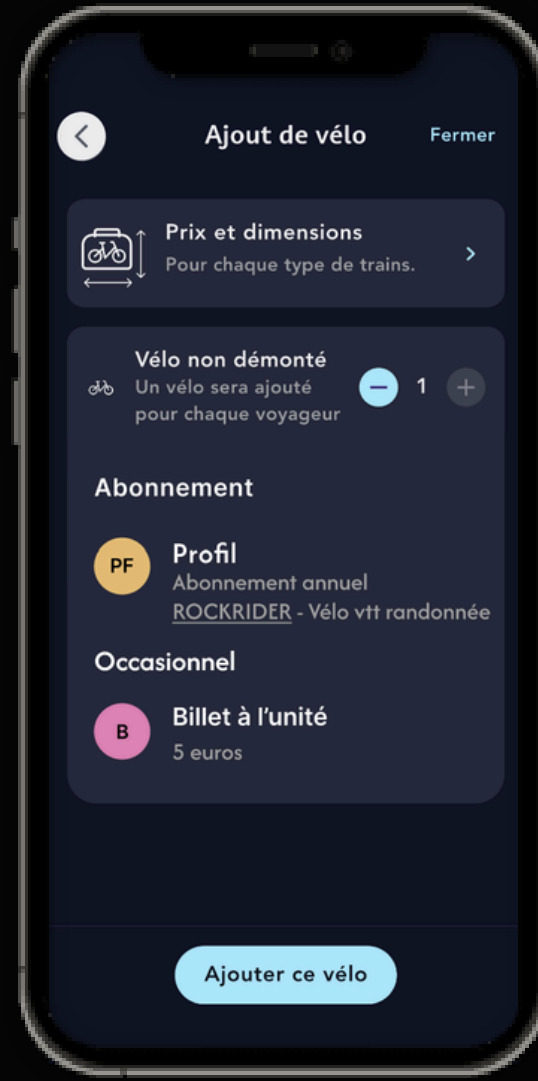 Ajout de vélo
Fermer
Prix et dimensions
Pour chaque type de trains.
Vélo non démonté
Un vélo sera ajouté
pour chaque voyageur
1
Abonnement
PF
Profil
Abonnement annuel
ROCKRIDER - Vélo vtt randonnée
Occasionnel
B
Billet à l'unité
5 euros
Ajouter ce vélo